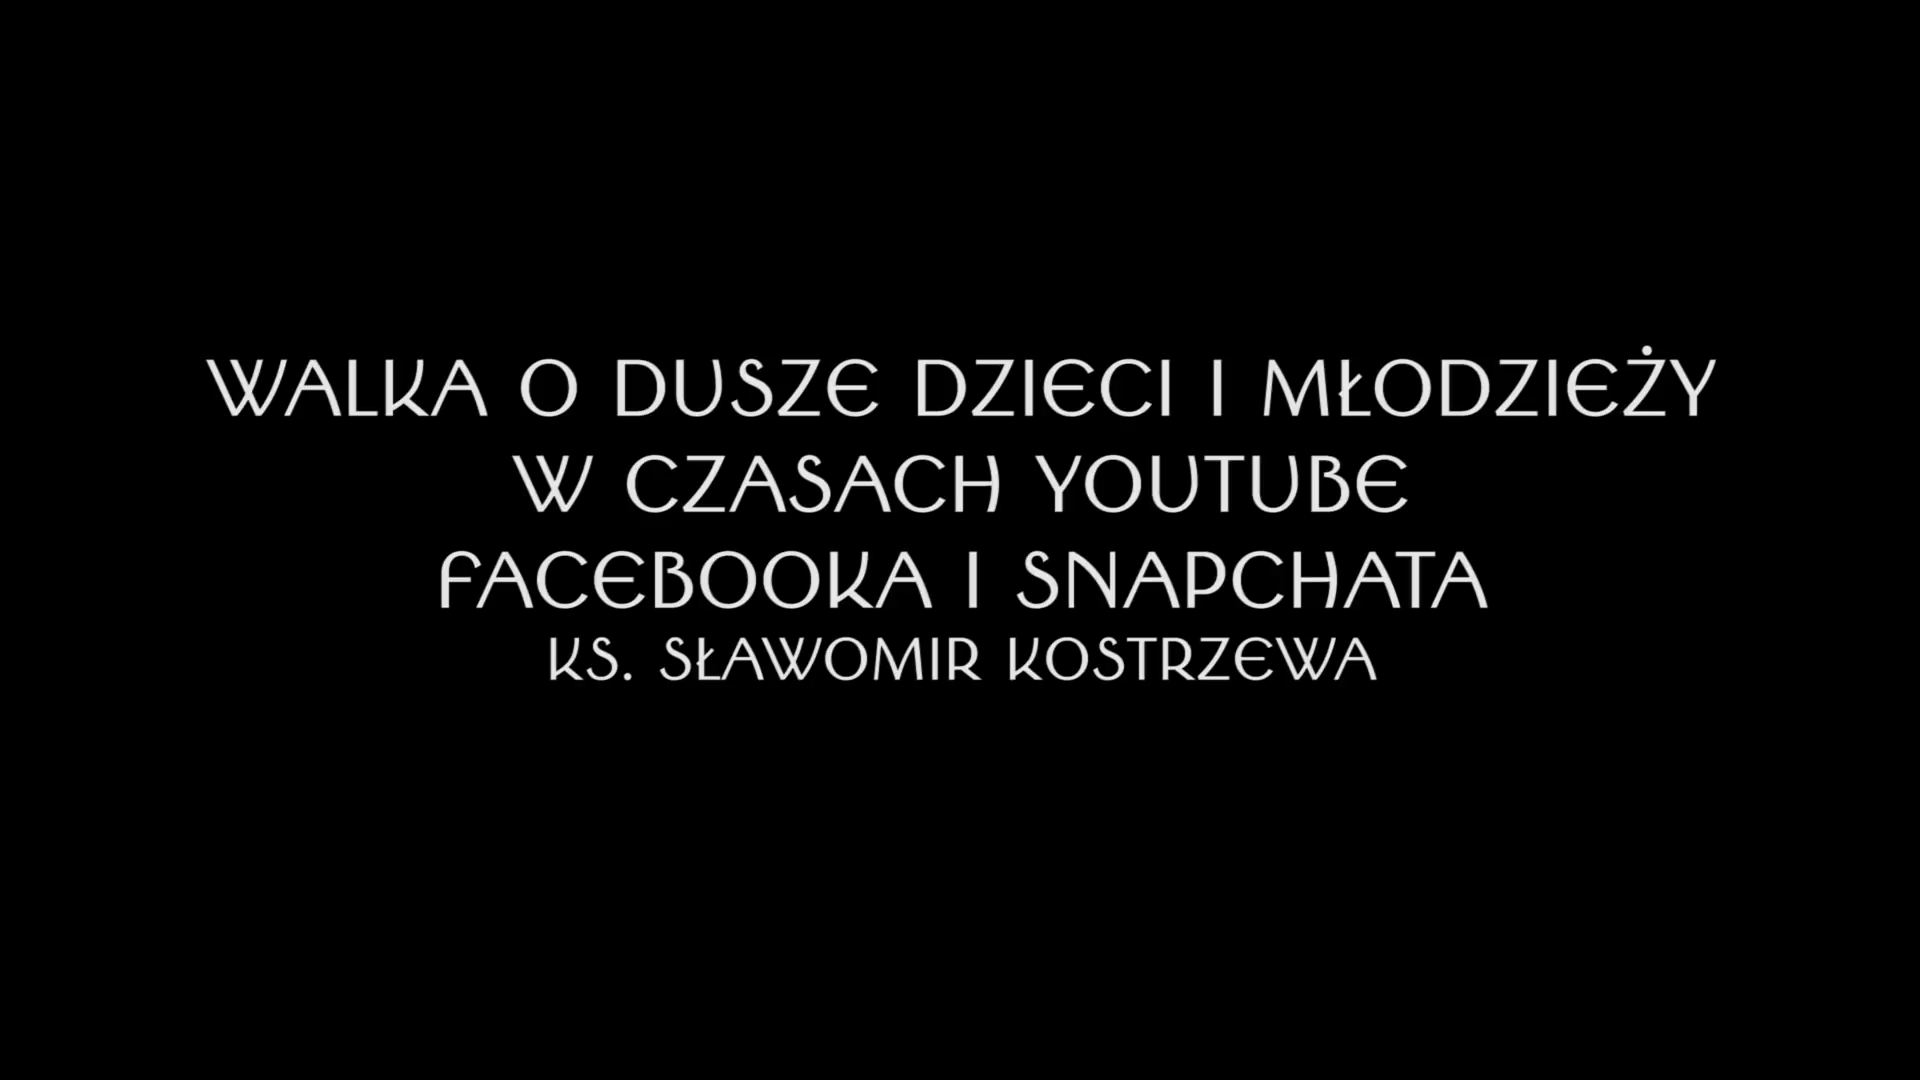 WALKA O DUSZE DZIECI I MŁODZIEŻY
W CZASACH YOUTUBE
FACEBOOKA I SNAPCHATA
KS. SŁAWOMIR KOSTRZEWA